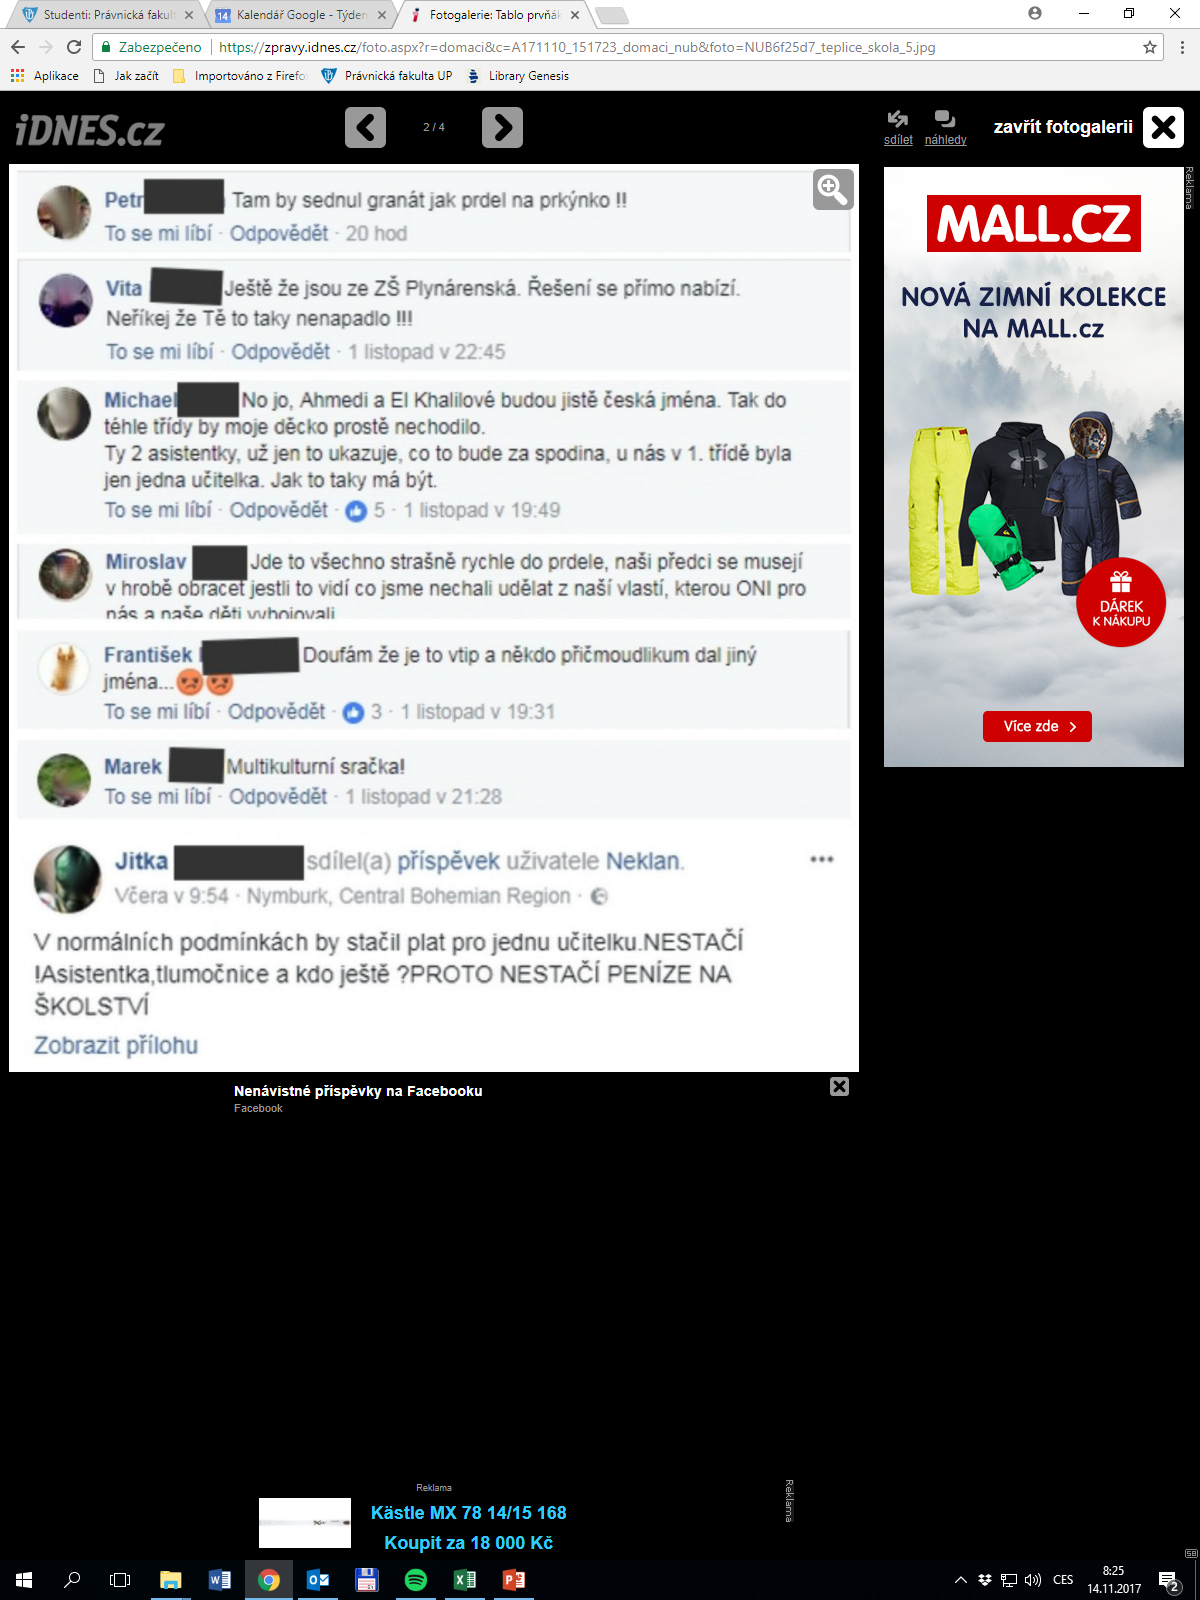 Studenti: Právnická fakult
Kalendář Google - Týden
Fotogalerie: Tablo prvňák
Zabezpečeno
https://zpravy.idnes.cz/foto.aspx?r=domaci&c=A171110_151723_domaci_nub&foto=NUB6f25d7_teplice_skola_5.jpg
Aplikace
Jak začít
Importováno z Firefo
Právnická fakulta UP
Library Genesis
iDNES.cz
2 / 4
sdílet
náhledy
zavřít fotogalerii
Petr Tam by sednul granát jak prdel na prkýnko !!
To se mi líbí · Odpovědět · 20 hod
Vita Ještě že jsou ze ZŠ Plynárenská. Řešení se přímo nabízí.
Neříkej že Tě to taky nenapadlo !!!
To se mi líbí · Odpovědět · 1 listopad v 22:45
Michael No jo, Ahmedi a El Khalilové budou jistě česká jména. Tak do
téhle třídy by moje děcko prostě nechodilo.
Ty 2 asistentky, už jen to ukazuje, co to bude za spodina, u nás v 1. třídě byla
jen jedna učitelka. Jak to taky má být.
To se mi líbí · Odpovědět · 5 · 1 listopad v 19:49
Miroslav Jde to všechno strašně rychle do prdele, naši předci se musejí
v hrobě obracet jestli to vidí co jsme nechali udělat z naší vlastí, kterou ONI pro
nás a naše děti vybojovali
František Doufám že je to vtip a někdo přičmoudlikum dal jiný
jména...
To se mi líbí · Odpovědět · 3 · 1 listopad v 19:31
Marek Multikulturní sračka!
To se mi líbí · Odpovědět · 1 listopad v 21:28
Jitka sdílel(a) příspěvek uživatele Neklan.
Včera v 9:54 · Nymburk, Central Bohemian Region ·
V normálních podmínkách by stačil plat pro jednu učitelku.NESTAČÍ
!Asistentka,tlumočnice a kdo ještě ?PROTO NESTAČÍ PENÍZE NA
ŠKOLSTVÍ
Zobrazit přílohu
Nenávistné příspěvky na Facebooku
Facebook
Reklama
MALL.CZ
NOVÁ ZIMNÍ KOLEKCE
NA MALL.cz
DÁREK
K NÁKUPU
Více zde
Reklama
Kästle MX 78 14/15 168
Koupit za 18 000 Kč
Reklama
CES
8:25
14.11.2017
2